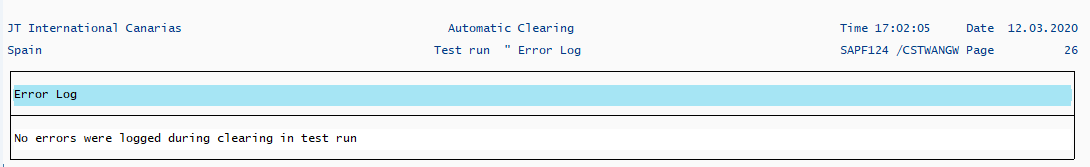 JT International Canarias Automatic Clearing Time 17:02:05 Date 12.03.2020
Spain Test run " Error Log SAPF124 /CSTWANGW Page 26
Error Log
No errors were logged during clearing in test run